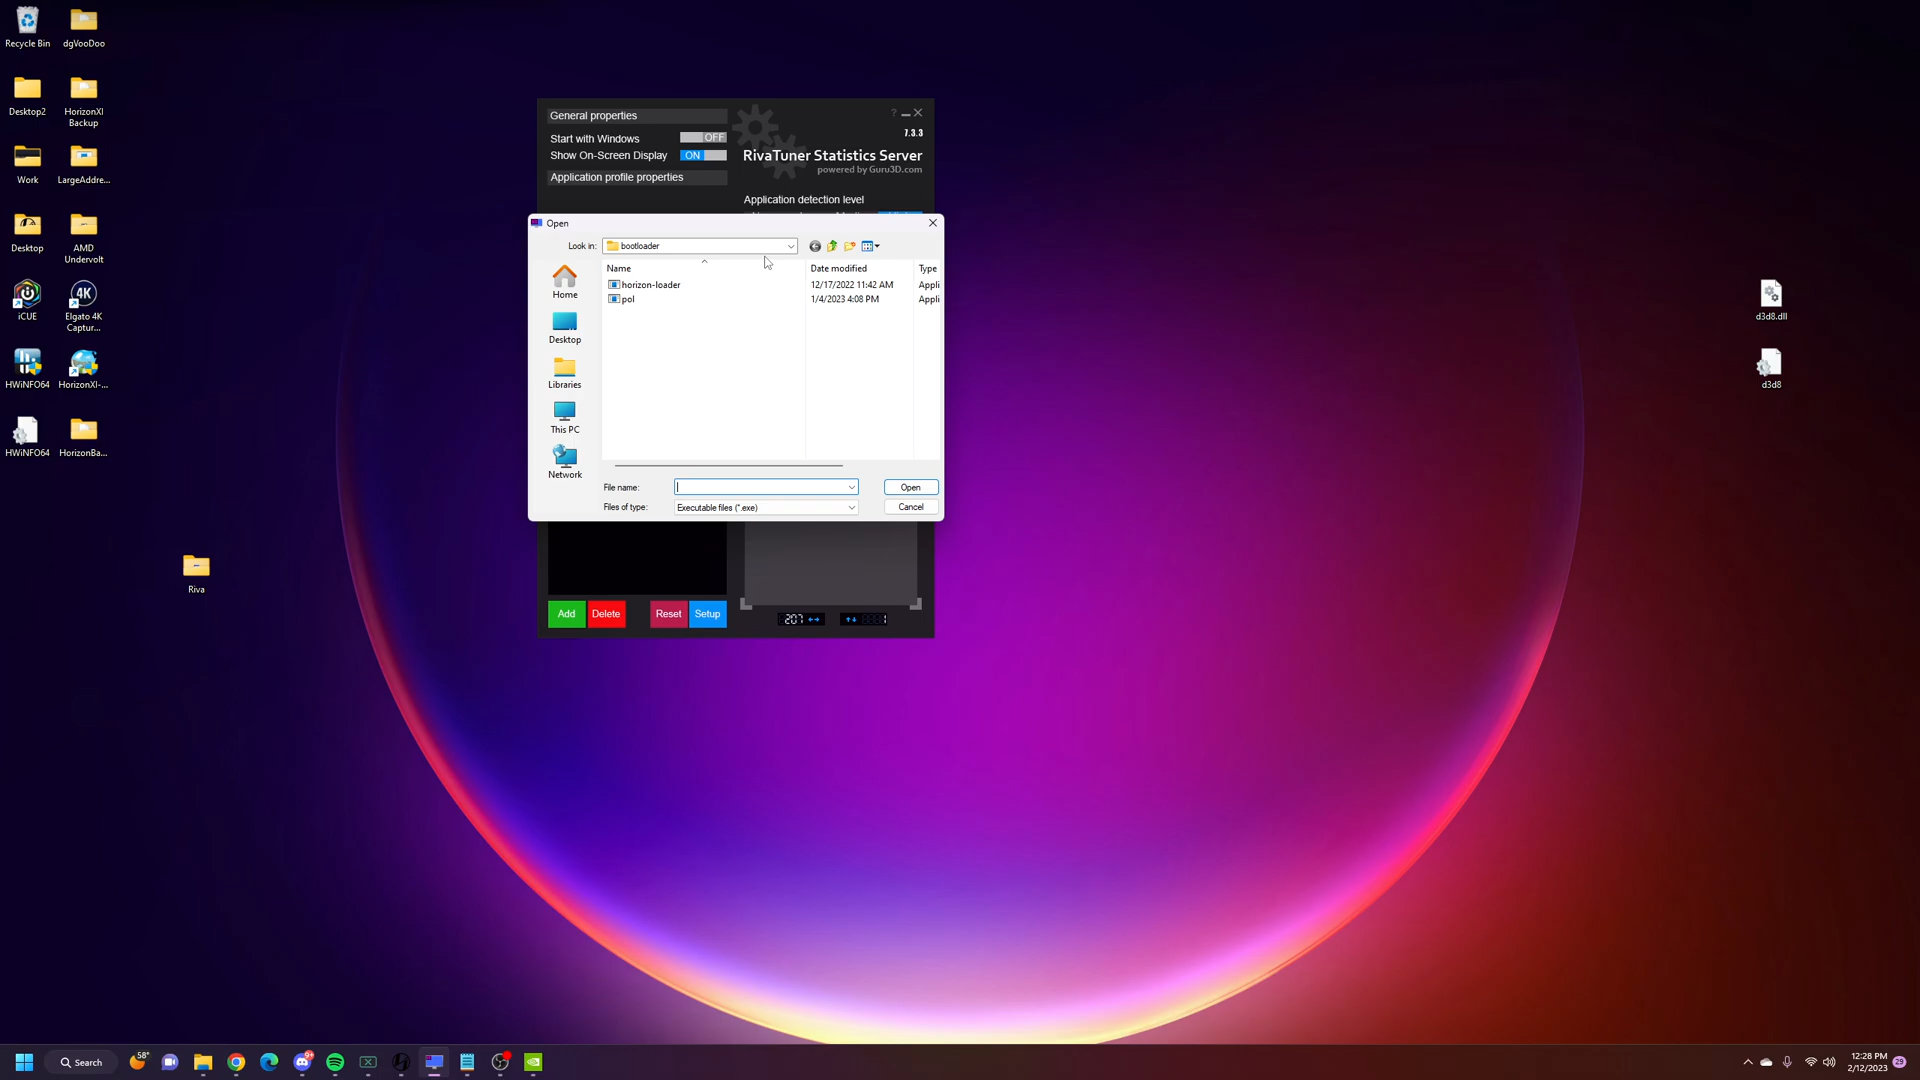 Recycle Bin
dgVooDoo
Desktop2
HorizonXI
Backup
Work
LargeAddre...
Desktop
AMD
Undervolt
iCUE
Elgato 4K
Captur...
HWiNFO64
HorizonXI-...
HWiNFO64
HorizonBa...
Riva
d3d8.dll
d3d8
General properties
Start with Windows
OFF
Show On-Screen Display
ON
Application profile properties
? 
7.3.3
RivaTuner Statistics Server
powered by Guru3D.com
Application detection level
Open
Look in:
bootloader
Name
Date modified
Type
horizon-loader
12/17/2022 11:42 AM
Appli
pol
1/4/2023 4:08 PM
Appli
Home
Desktop
Libraries
This PC
Network
File name:
Open
Files of type:
Executable files (*.exe)
Cancel
Add
Delete
Reset
Setup
207
1
58°
Search
9+
12:28 PM
2/12/2023
29